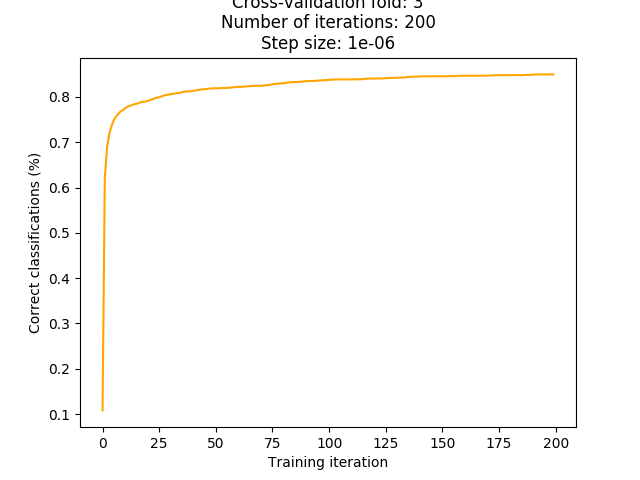 Cross-validation fold: 3
Number of iterations: 200
Step size: 1e-06
Correct classifications (%)
0.8
0.7
0.6
0.5
0.4
0.3
0.2
0.1
0 25 50 75 100 125 150 175 200
Training iteration